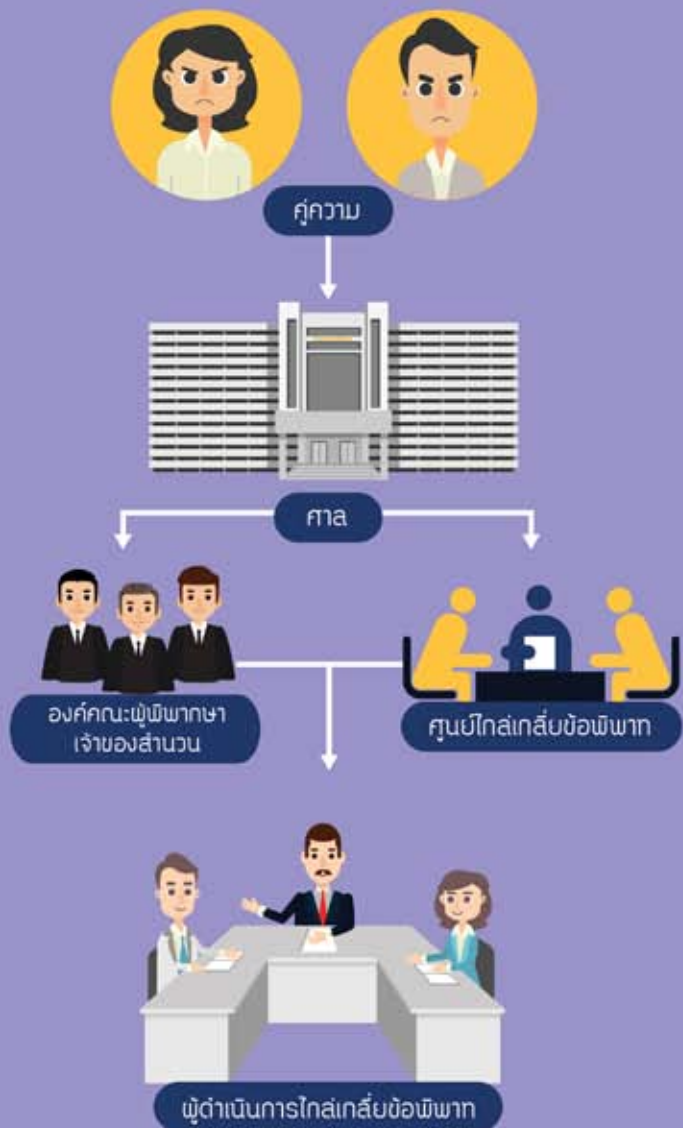 คู่ความ
ศาล
องค์คณะผู้พิพากษา
เจ้าของสำนวน
ศูนย์ไกล่เกลี่ยข้อพิพาท
ผู้ดำเนินการไกล่เกลี่ยข้อพิพาท